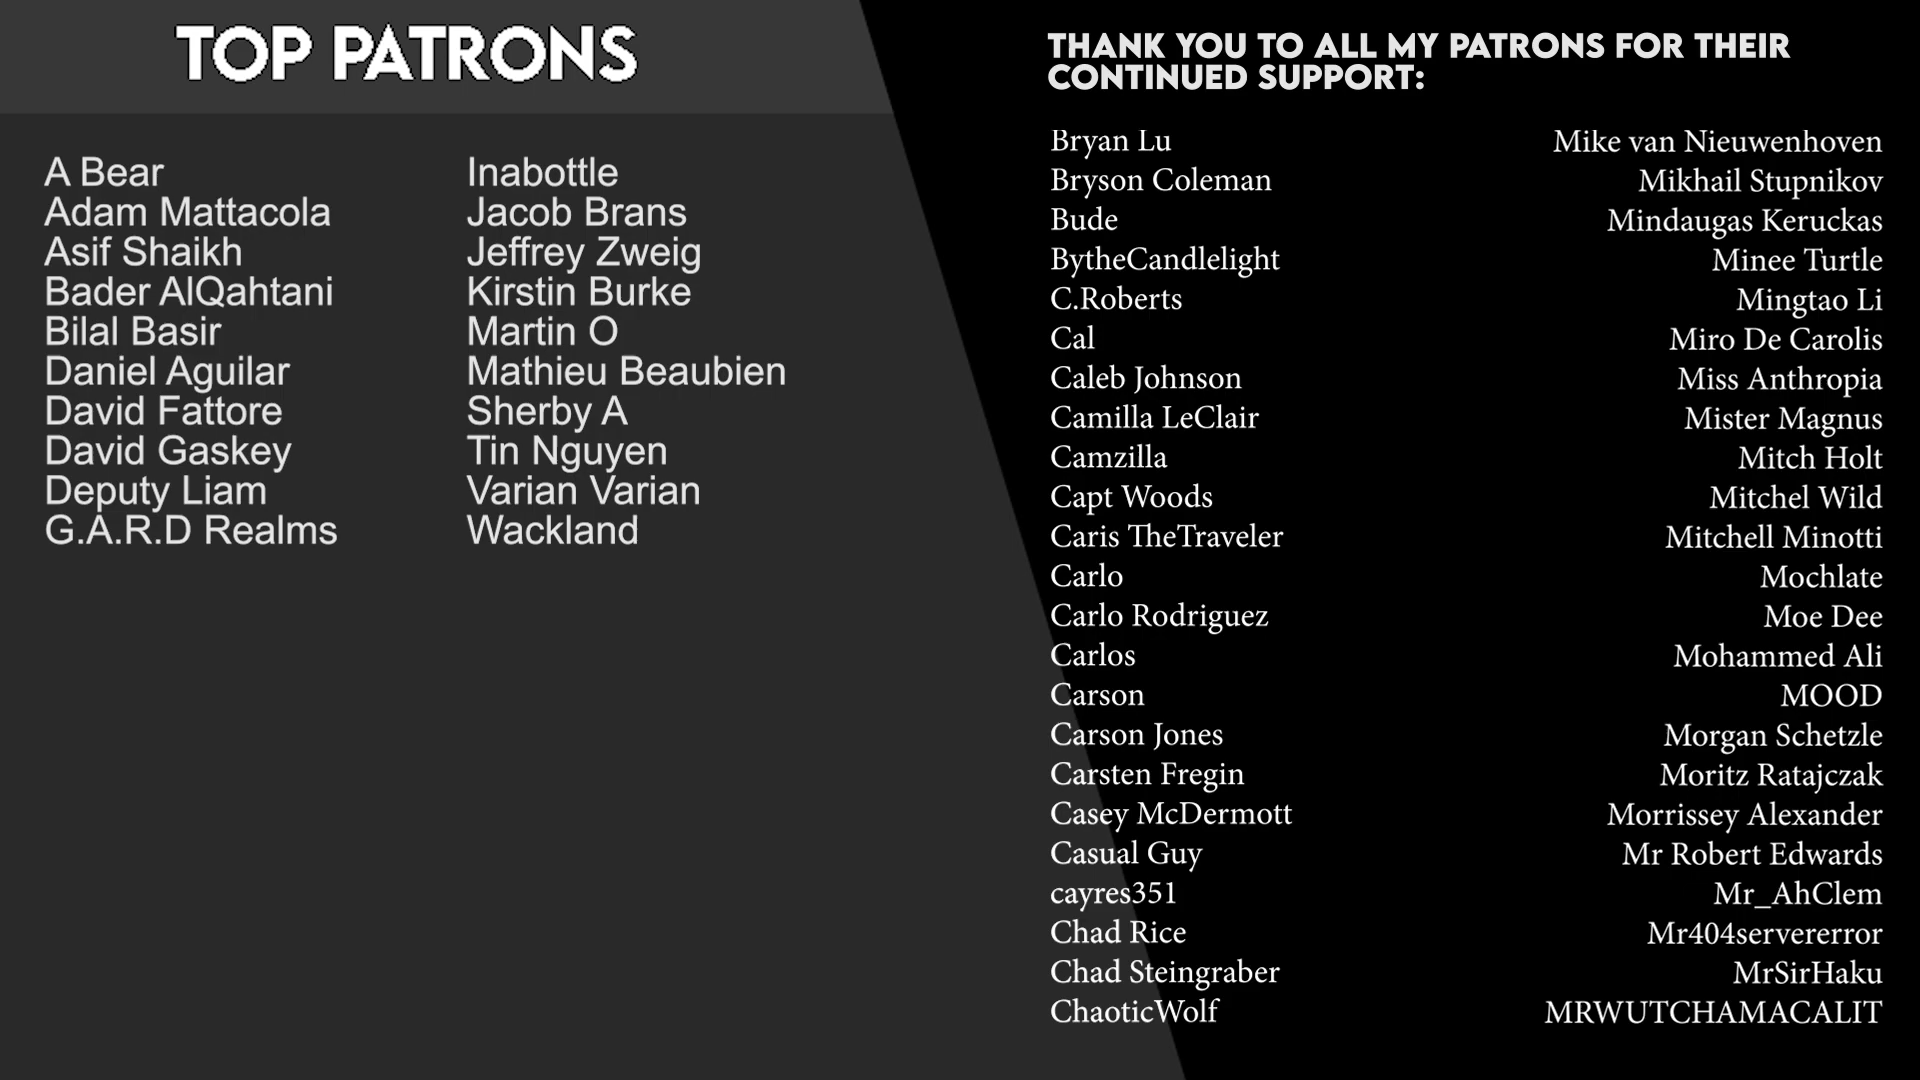 TOP PATRONS
A Bear
Adam Mattacola
Asif Shaikh
Bader AlQahtani
Bilal Basir
Daniel Aguilar
David Fattore
David Gaskey
Deputy Liam
G.A.R.D Realms
Inabottle
Jacob Brans
Jeffrey Zweig
Kirstin Burke
Martin O
Mathieu Beaubien
Sherby A
Tin Nguyen
Varian Varian
Wackland
THANK YOU TO ALL MY PATRONS FOR THEIR
CONTINUED SUPPORT:
Bryan Lu
Bryson Coleman
Bude
BytheCandlelight
C.Roberts
Cal
Caleb Johnson
Camilla LeClair
Camzilla
Capt Woods
Caris TheTraveler
Carlo
Carlo Rodriguez
Carlos
Carson
Carson Jones
Carsten Fregin
Casey McDermott
Casual Guy
cayres351
Chad Rice
Chad Steingraber
ChaoticWolf
Mike van Nieuwenhoven
Mikhail Stupnikov
Mindaugas Keruckas
Minee Turtle
Mingtao Li
Miro De Carolis
Miss Anthropia
Mister Magnus
Mitch Holt
Mitchel Wild
Mitchell Minotti
Mochlate
Moe Dee
Mohammed Ali
MOOD
Morgan Schetzle
Moritz Ratajczak
Morrissey Alexander
Mr Robert Edwards
Mr_AhClem
Mr404servererror
MrSirHaku
MRWUTCHAMACALIT